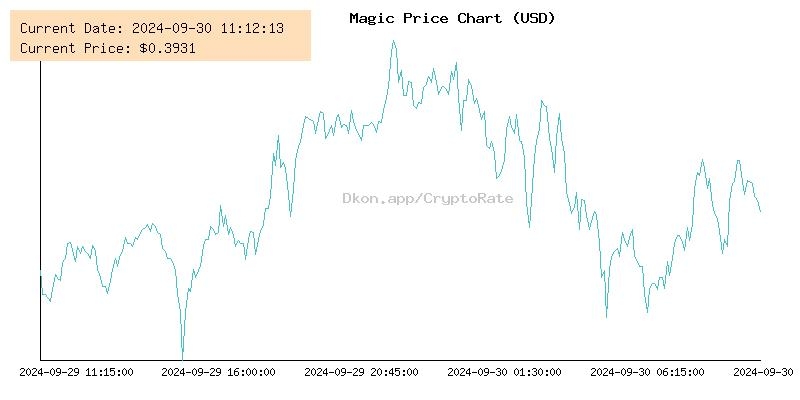 Magic Price Chart (USD)
Current Date: 2024-09-30 11:12:13
Current Price: $0.3931
Dkon.app/CryptoRate
2024-09-29 11:15:00 2024-09-29 16:00:00 2024-09-29 20:45:00 2024-09-30 01:30:00 2024-09-30 06:15:00 2024-09-30